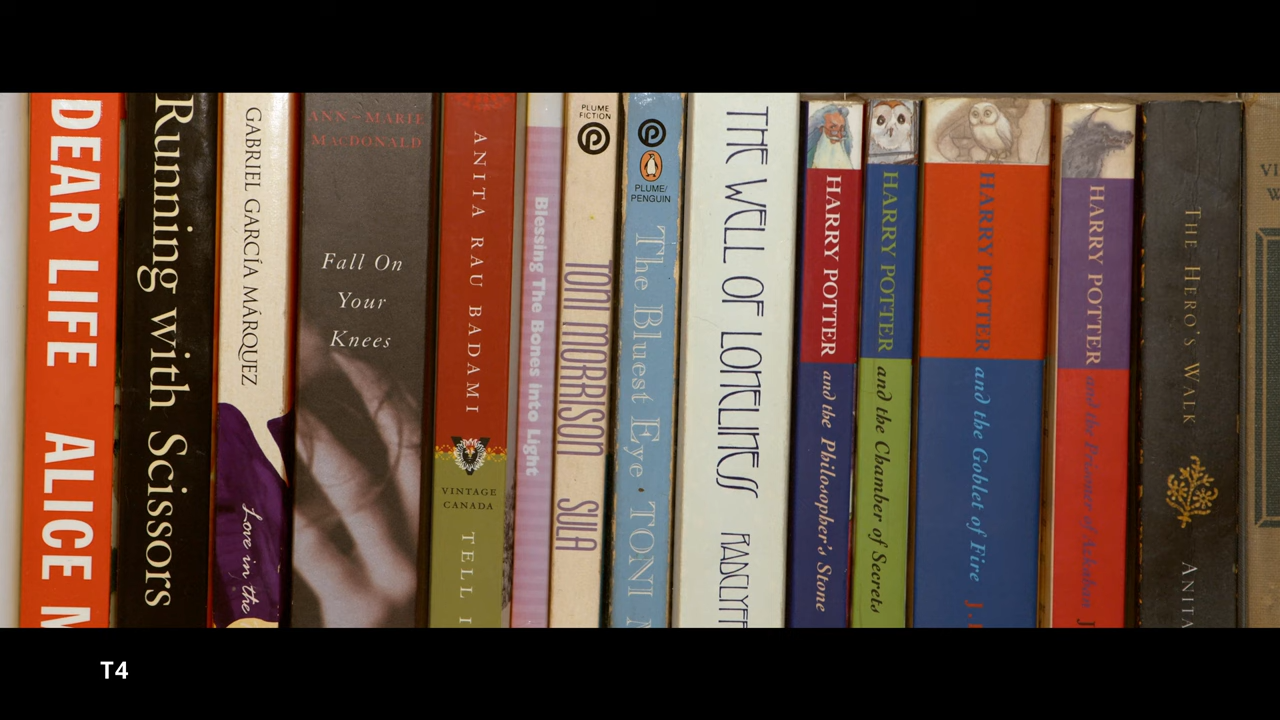 DEAR LIFE ALICE
Running with Scissors
GABRIEL GARCÍA MÁRQUEZ
Love in the
ANN-MARIE
MACDONALD
Fall On
Your
Knees
ANITA RAU BADAMI
VINTAGE
CANADA
TELL
Blessing The Bones into Light
PLUME
FICTION
TONI MORRISON SULA
PLUME/
PENGUIN
The Bluest Eye · TONI
THE WELL OF LONELINESS RADCLYFF
HARRY POTTER and the Philosopher's Stone
HARRY POTTER and the Chamber of Secrets
HARRY POTTER and the Goblet of Fire J.
HARRY POTTER and the Prisoner of Azkaban J
THE HERO'S WALK ANITA
T4